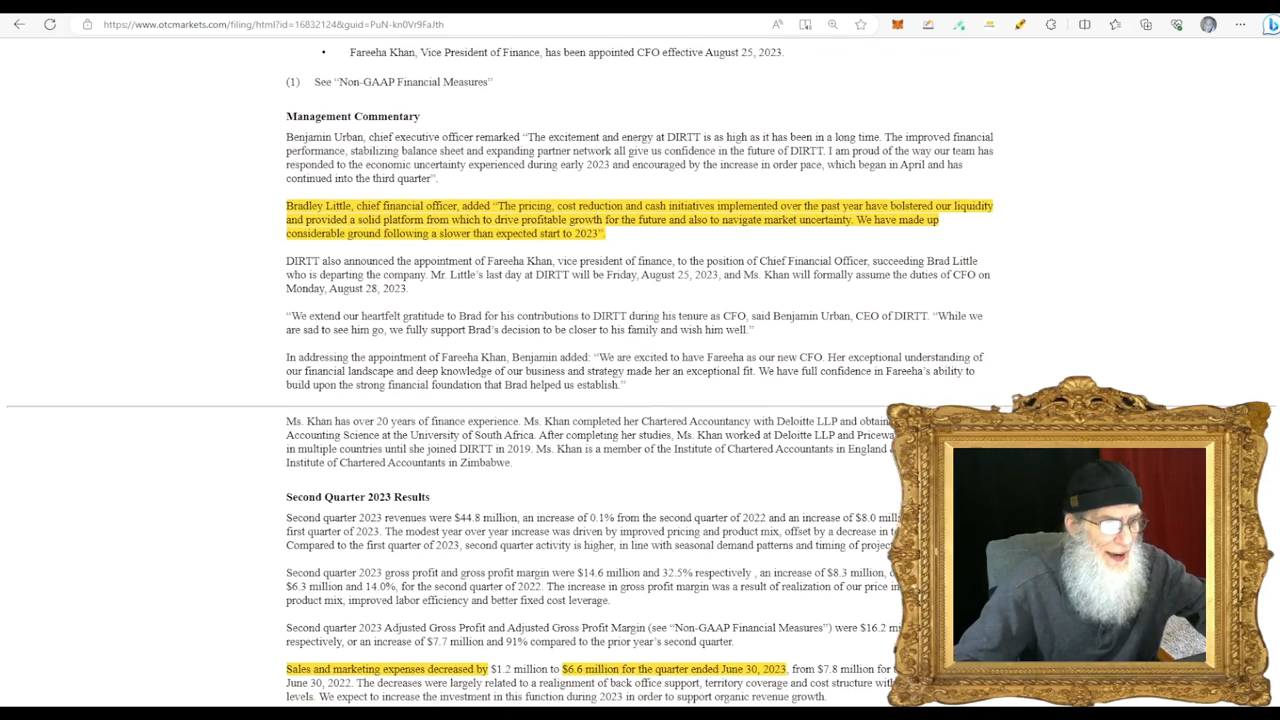 https://www.otcmarkets.com/filing/html?id=16832124&guid=PuN-kn0Vr9FaJth
• Fareeha Khan, Vice President of Finance, has been appointed CFO effective August 25, 2023.
(1) See “Non-GAAP Financial Measures”
Management Commentary
Benjamin Urban, chief executive officer remarked “The excitement and energy at DIRTT is as high as it has been in a long time. The improved financial
performance, stabilizing balance sheet and expanding partner network all give us confidence in the future of DIRTT. I am proud of the way our team has
responded to the economic uncertainty experienced during early 2023 and encouraged by the increase in order pace, which began in April and has
continued into the third quarter”.
Bradley Little, chief financial officer, added “The pricing, cost reduction and cash initiatives implemented over the past year have bolstered our liquidity
and provided a solid platform from which to drive profitable growth for the future and also to navigate market uncertainty. We have made up
considerable ground following a slower than expected start to 2023”.
DIRTT also announced the appointment of Fareeha Khan, vice president of finance, to the position of Chief Financial Officer, succeeding Brad Little
who is departing the company. Mr. Little’s last day at DIRTT will be Friday, August 25, 2023, and Ms. Khan will formally assume the duties of CFO on
Monday, August 28, 2023.
“We extend our heartfelt gratitude to Brad for his contributions to DIRTT during his tenure as CFO, said Benjamin Urban, CEO of DIRTT. “While we
are sad to see him go, we fully support Brad’s decision to be closer to his family and wish him well.”
In addressing the appointment of Fareeha Khan, Benjamin added: “We are excited to have Fareeha as our new CFO. Her exceptional understanding of
our financial landscape and deep knowledge of our business and strategy made her an exceptional fit. We have full confidence in Fareeha’s ability to
build upon the strong financial foundation that Brad helped us establish.”
Ms. Khan has over 20 years of finance experience. Ms. Khan completed her Chartered Accountancy with Deloitte LLP and obtain
Accounting Science at the University of South Africa. After completing her studies, Ms. Khan worked at Deloitte LLP and Pricewa
in multiple countries until she joined DIRTT in 2019. Ms. Khan is a member of the Institute of Chartered Accountants in England
Institute of Chartered Accountants in Zimbabwe.
Second Quarter 2023 Results
Second quarter 2023 revenues were $44.8 million, an increase of 0.1% from the second quarter of 2022 and an increase of $8.0 mill
first quarter of 2023. The modest year over year increase was driven by improved pricing and product mix, offset by a decrease in
Compared to the first quarter of 2023, second quarter activity is higher, in line with seasonal demand patterns and timing of projec
Second quarter 2023 gross profit and gross profit margin were $14.6 million and 32.5% respectively , an increase of $8.3 million,
$6.3 million and 14.0%, for the second quarter of 2022. The increase in gross profit margin was a result of realization of our price in
product mix, improved labor efficiency and better fixed cost leverage.
Second quarter 2023 Adjusted Gross Profit and Adjusted Gross Profit Margin (see “Non-GAAP Financial Measures”) were $16.2 mi
respectively, or an increase of $7.7 million and 91% compared to the prior year’s second quarter.
Sales and marketing expenses decreased by $1.2 million to $6.6 million for the quarter ended June 30, 2023, from $7.8 million for
June 30, 2022. The decreases were largely related to a realignment of back office support, territory coverage and cost structure
levels. We expect to increase the investment in this function during 2023 in order to support organic revenue growth.